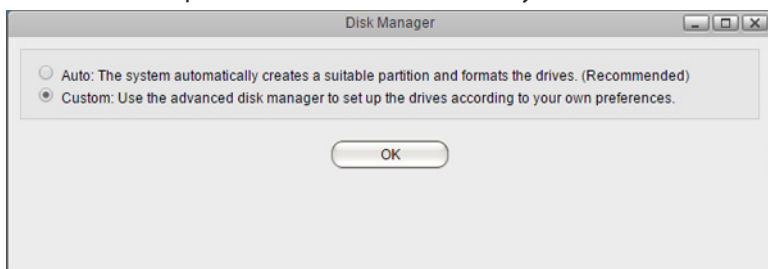 Disk Manager
Auto: The system automatically creates a suitable partition and formats the drives. (Recommended)
Custom: Use the advanced disk manager to set up the drives according to your own preferences.
OK